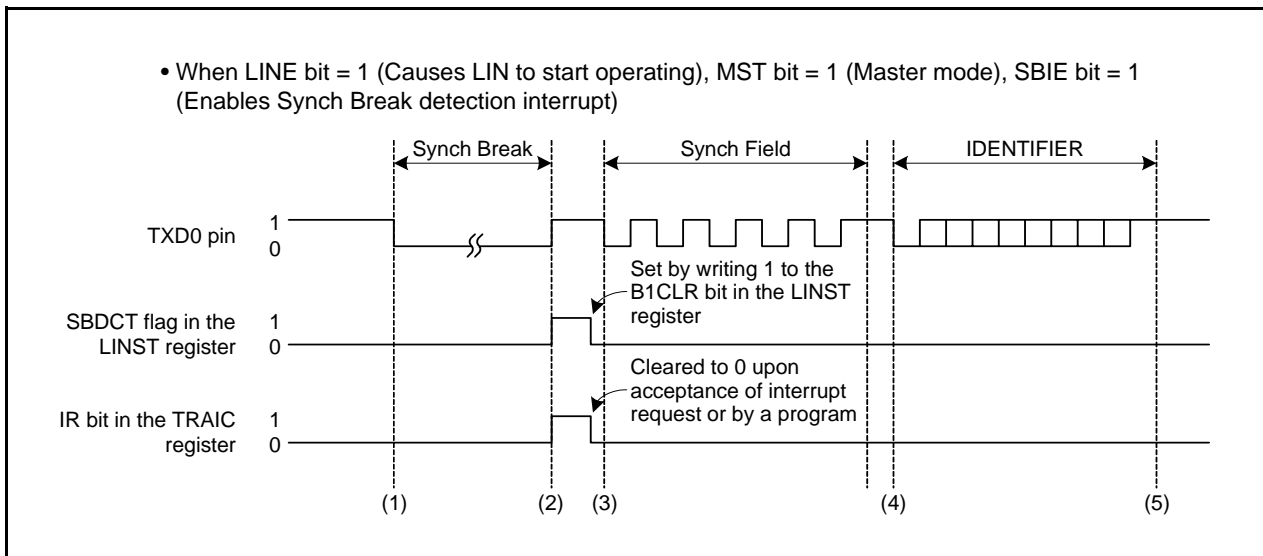 • When LINE bit = 1 (Causes LIN to start operating), MST bit = 1 (Master mode), SBIE bit = 1
(Enables Synch Break detection interrupt)
Synch Break
Synch Field
IDENTIFIER
TXD0 pin
1
0
Set by writing 1 to the
B1CLR bit in the LINST
register
SBDCT flag in the
LINST register
1
0
Cleared to 0 upon
acceptance of interrupt
request or by a program
IR bit in the TRAIC
register
1
0
(1)
(2)
(3)
(4)
(5)